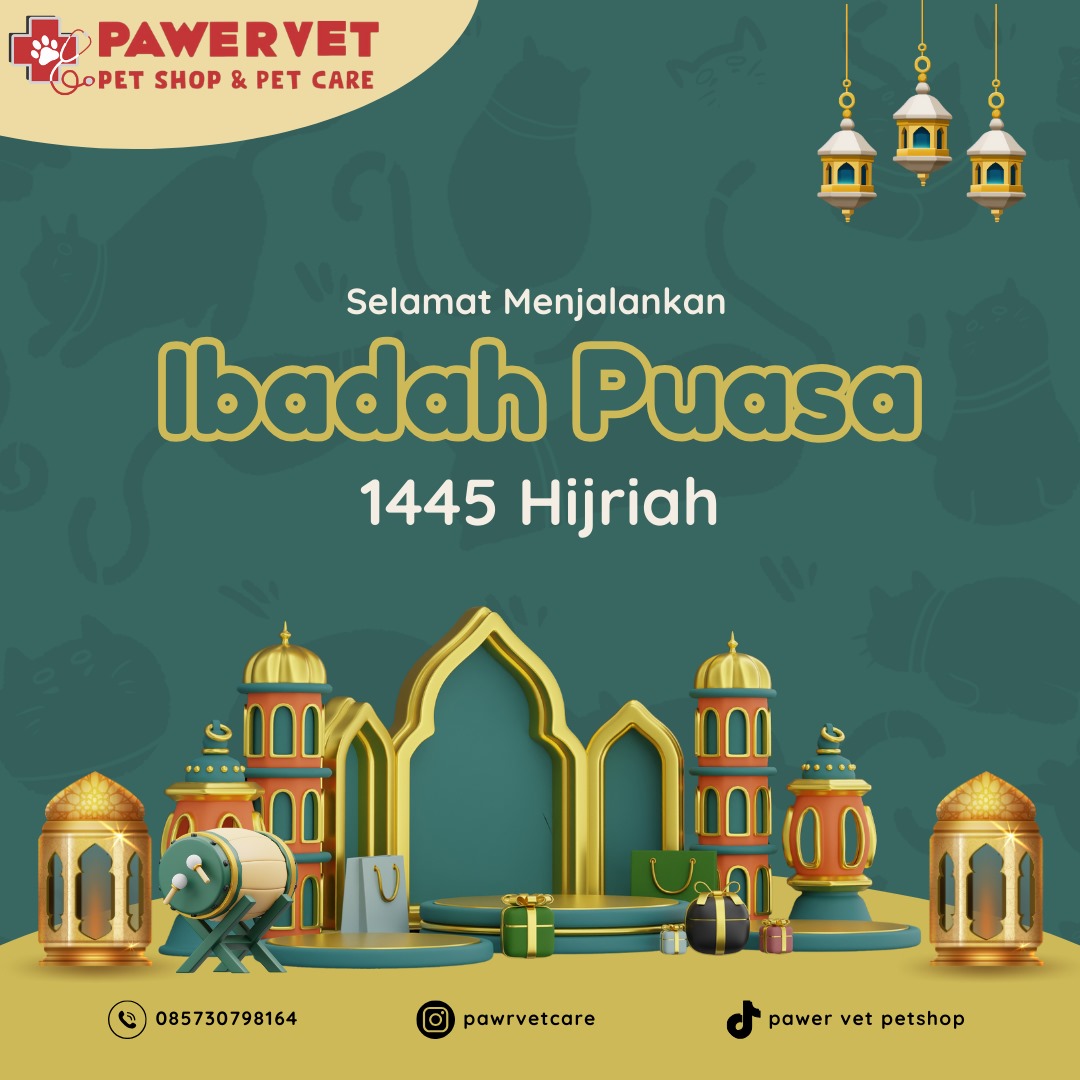 PAWERVET
PET SHOP & PET CARE
Selamat Menjalankan
Ibadah Puasa
1445 Hijriah
085730798164
pawrvetcare
pawer vet petshop